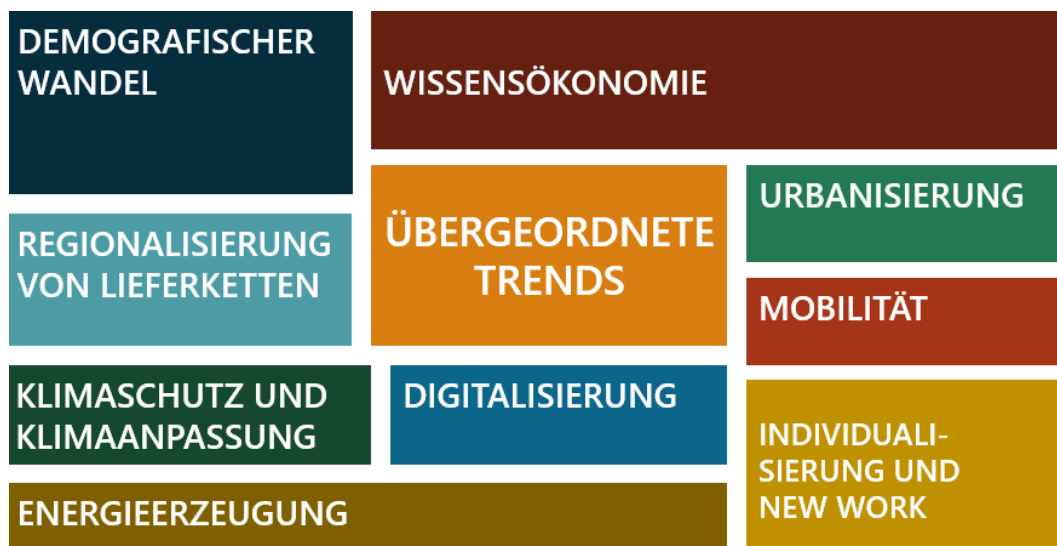 DEMOGRAFISCHER
WANDEL
WISSENSÖKONOMIE
REGIONALISIERUNG
VON LIEFERKETTEN
ÜBERGEORDNETE
TRENDS
URBANISIERUNG
MOBILITÄT
KLIMASCHUTZ UND
KLIMAANPASSUNG
DIGITALISIERUNG
INDIVIDUALI-
SIERUNG UND
NEW WORK
ENERGIEERZEUGUNG